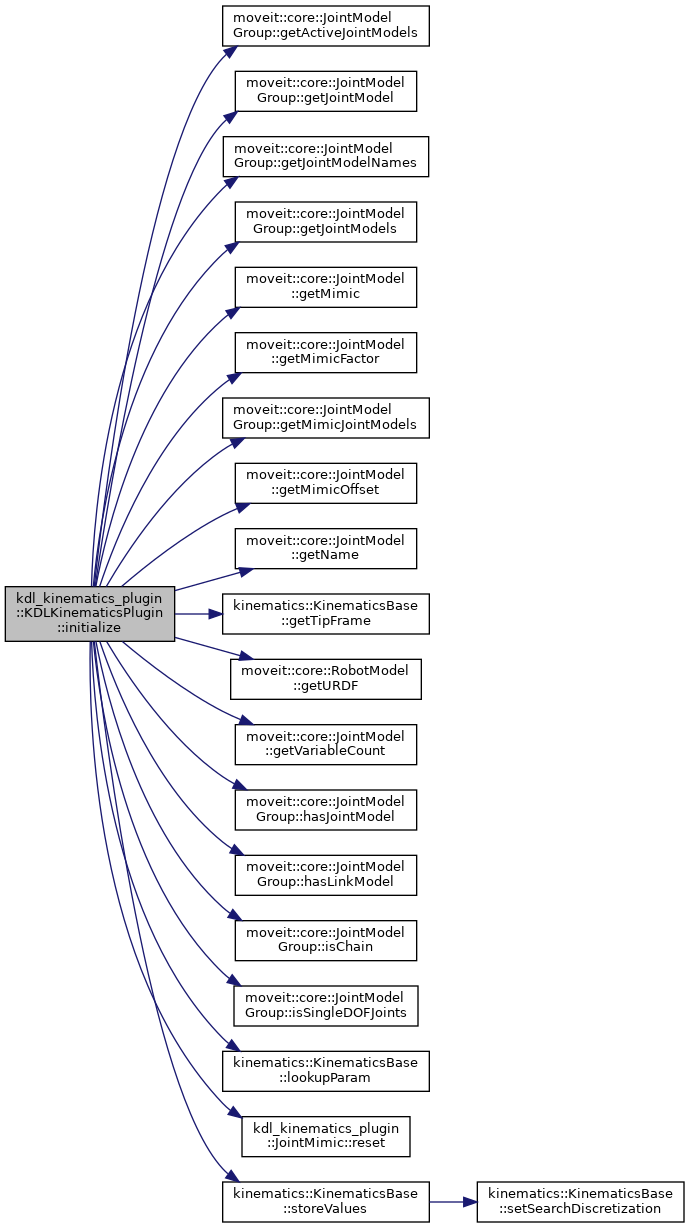 moveit::core::JointModel
Group::getActiveJointModels
moveit::core::JointModel
Group::getJointModel
moveit::core::JointModel
Group::getJointModelNames
moveit::core::JointModel
Group::getJointModels
moveit::core::JointModel
::getMimic
moveit::core::JointModel
::getMimicFactor
moveit::core::JointModel
Group::getMimicJointModels
moveit::core::JointModel
::getMimicOffset
moveit::core::JointModel
::getName
kdl_kinematics_plugin
::KDLKinematicsPlugin
::initialize
kinematics::KinematicsBase
::getTipFrame
moveit::core::RobotModel
::getURDF
moveit::core::JointModel
::getVariableCount
moveit::core::JointModel
Group::hasJointModel
moveit::core::JointModel
Group::hasLinkModel
moveit::core::JointModel
Group::isChain
moveit::core::JointModel
Group::isSingleDOFJoints
kinematics::KinematicsBase
::lookupParam
kdl_kinematics_plugin
::JointMimic::reset
kinematics::KinematicsBase
::storeValues
kinematics::KinematicsBase
::setSearchDiscretization